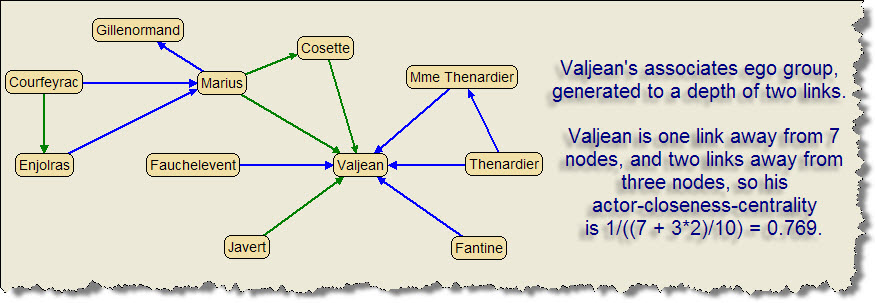 Gillenormand
Cosette
Courfeyrac
Marius
Mme Thenardier
Enjolras
Fauchelevent
Valjean
Thenardier
Javert
Fantine
Valjean's associates ego group,
generated to a depth of two links.
Valjean is one link away from 7
nodes, and two links away from
three nodes, so his
actor-closeness-centrality
is 1/((7 + 3*2)/10) = 0.769.